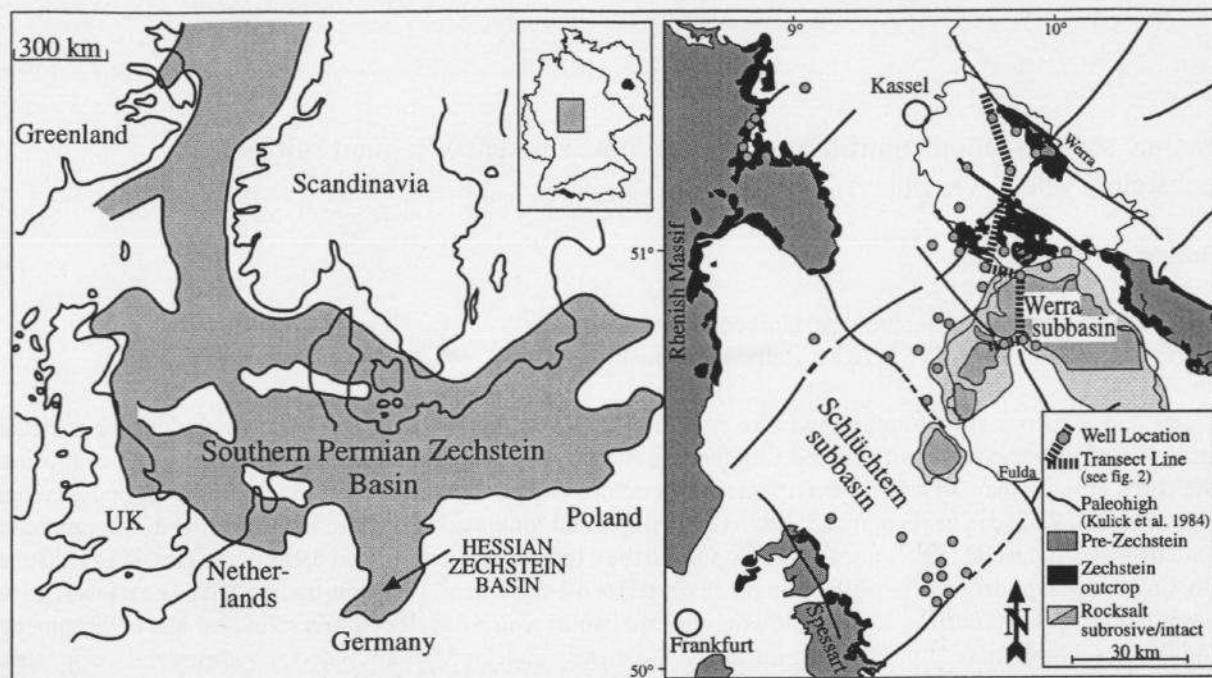 300 km
Greenland
Scandinavia
Southern Permian Zechstein
Basin
UK
Nether-
lands
Poland
HESSIAN
ZECHSTEIN
BASIN
Germany
9°
10°
Kassel
Werra
51°
Rhenish Massif
Werra
subbasin
Schlüchtern
subbasin
Fulda
Spessart
Frankfurt
50°
N
Well Location
Transect Line
(see fig. 2)
Paleohigh
(Kulick et al. 1984)
Pre-Zechstein
Zechstein
outcrop
Rocksalt
subrosive/intact
30 km